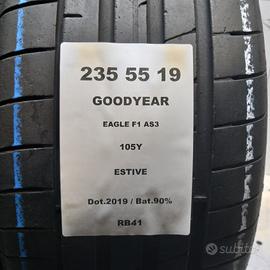 235 55 19
GOODYEAR
EAGLE F1 AS3
105Y
ESTIVE
Dot.2019 / Bat.90%
RB41
subito